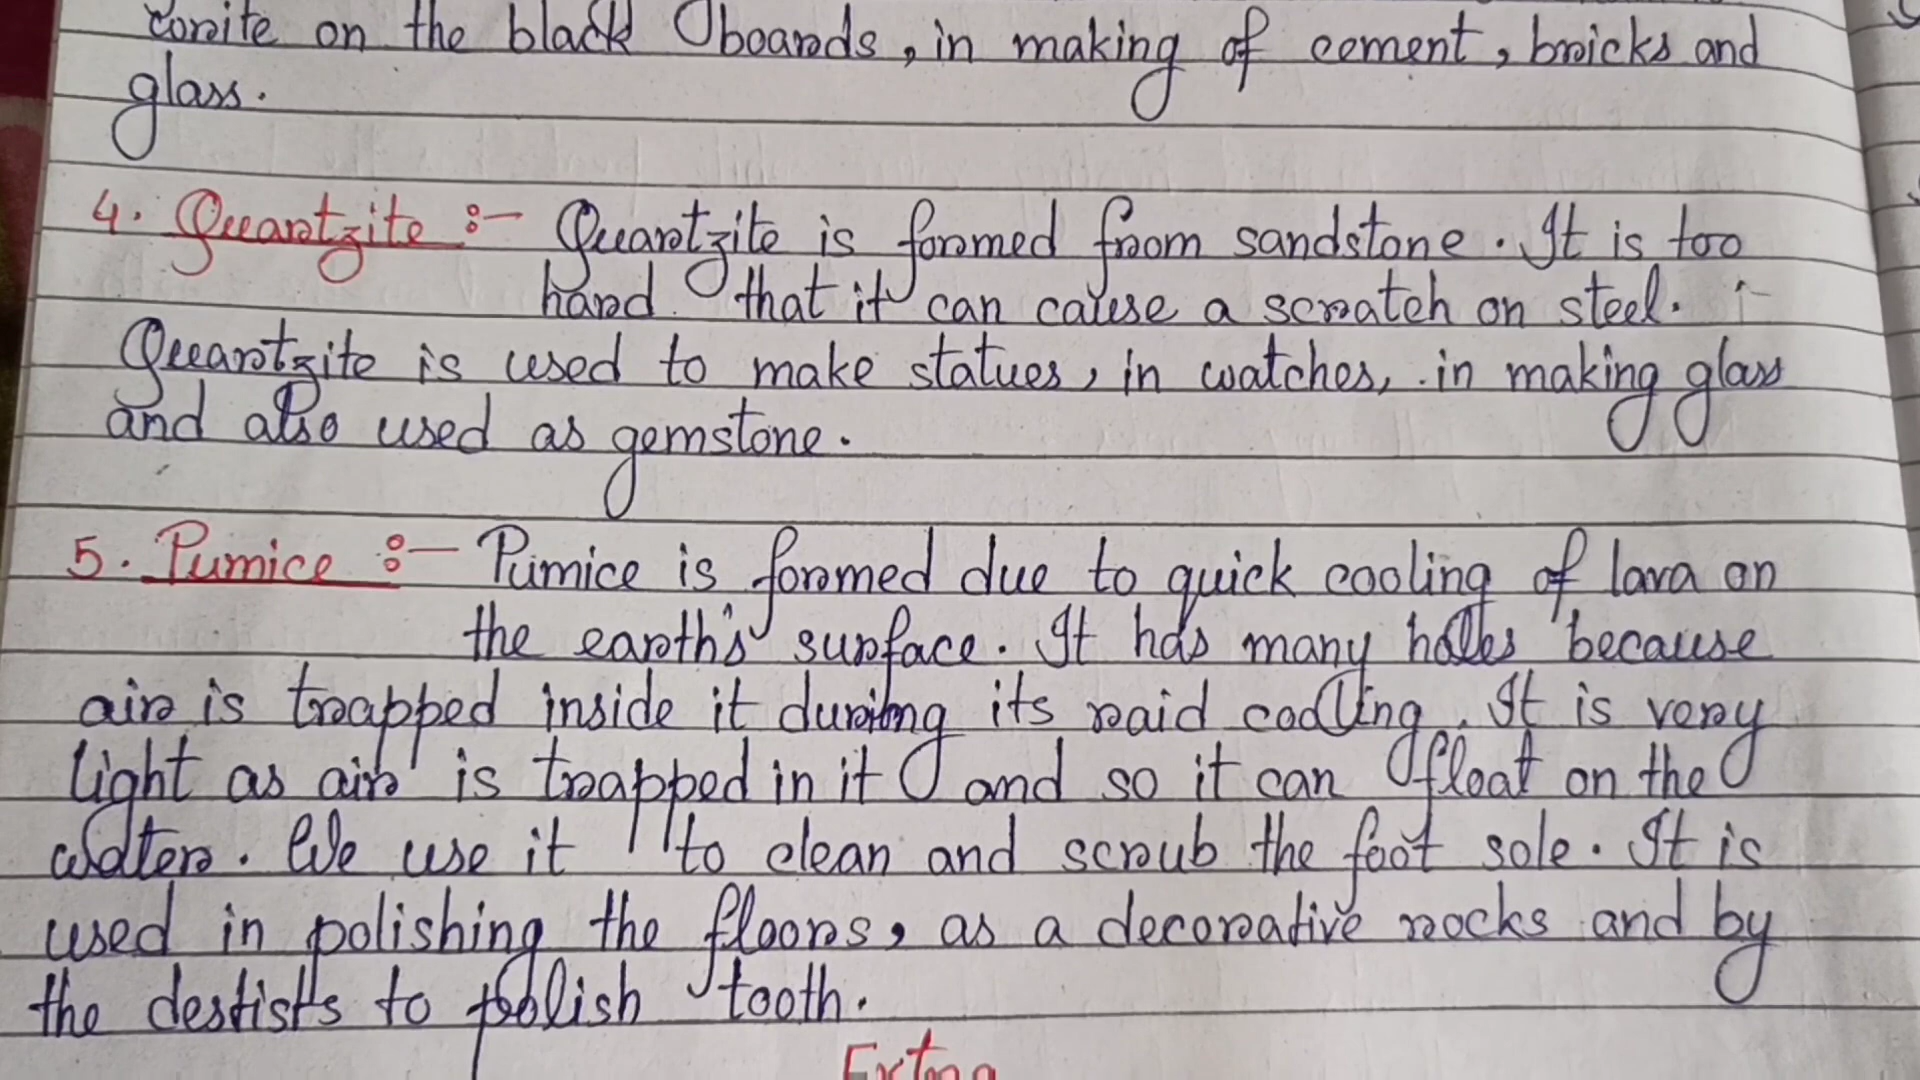 write on the black boards, in making of cement, bricks and
glass.
4. Quartzite :- Quartzite is formed from sandstone. It is too
hard that it can cause a scratch on steel.
Quartzite is used to make statues, in watches, in making glass
and also used as gemstone.
5. Pumice :- Pumice is formed due to quick cooling of lava on
the earth's surface. It has many holes because
air is trapped inside it during its raid cooling. It is very
light as air is trapped in it and so it can float on the
water. We use it to clean and scrub the foot sole. It is
used in polishing the floors, as a decorative rocks and by
the destists to polish tooth.
Extra